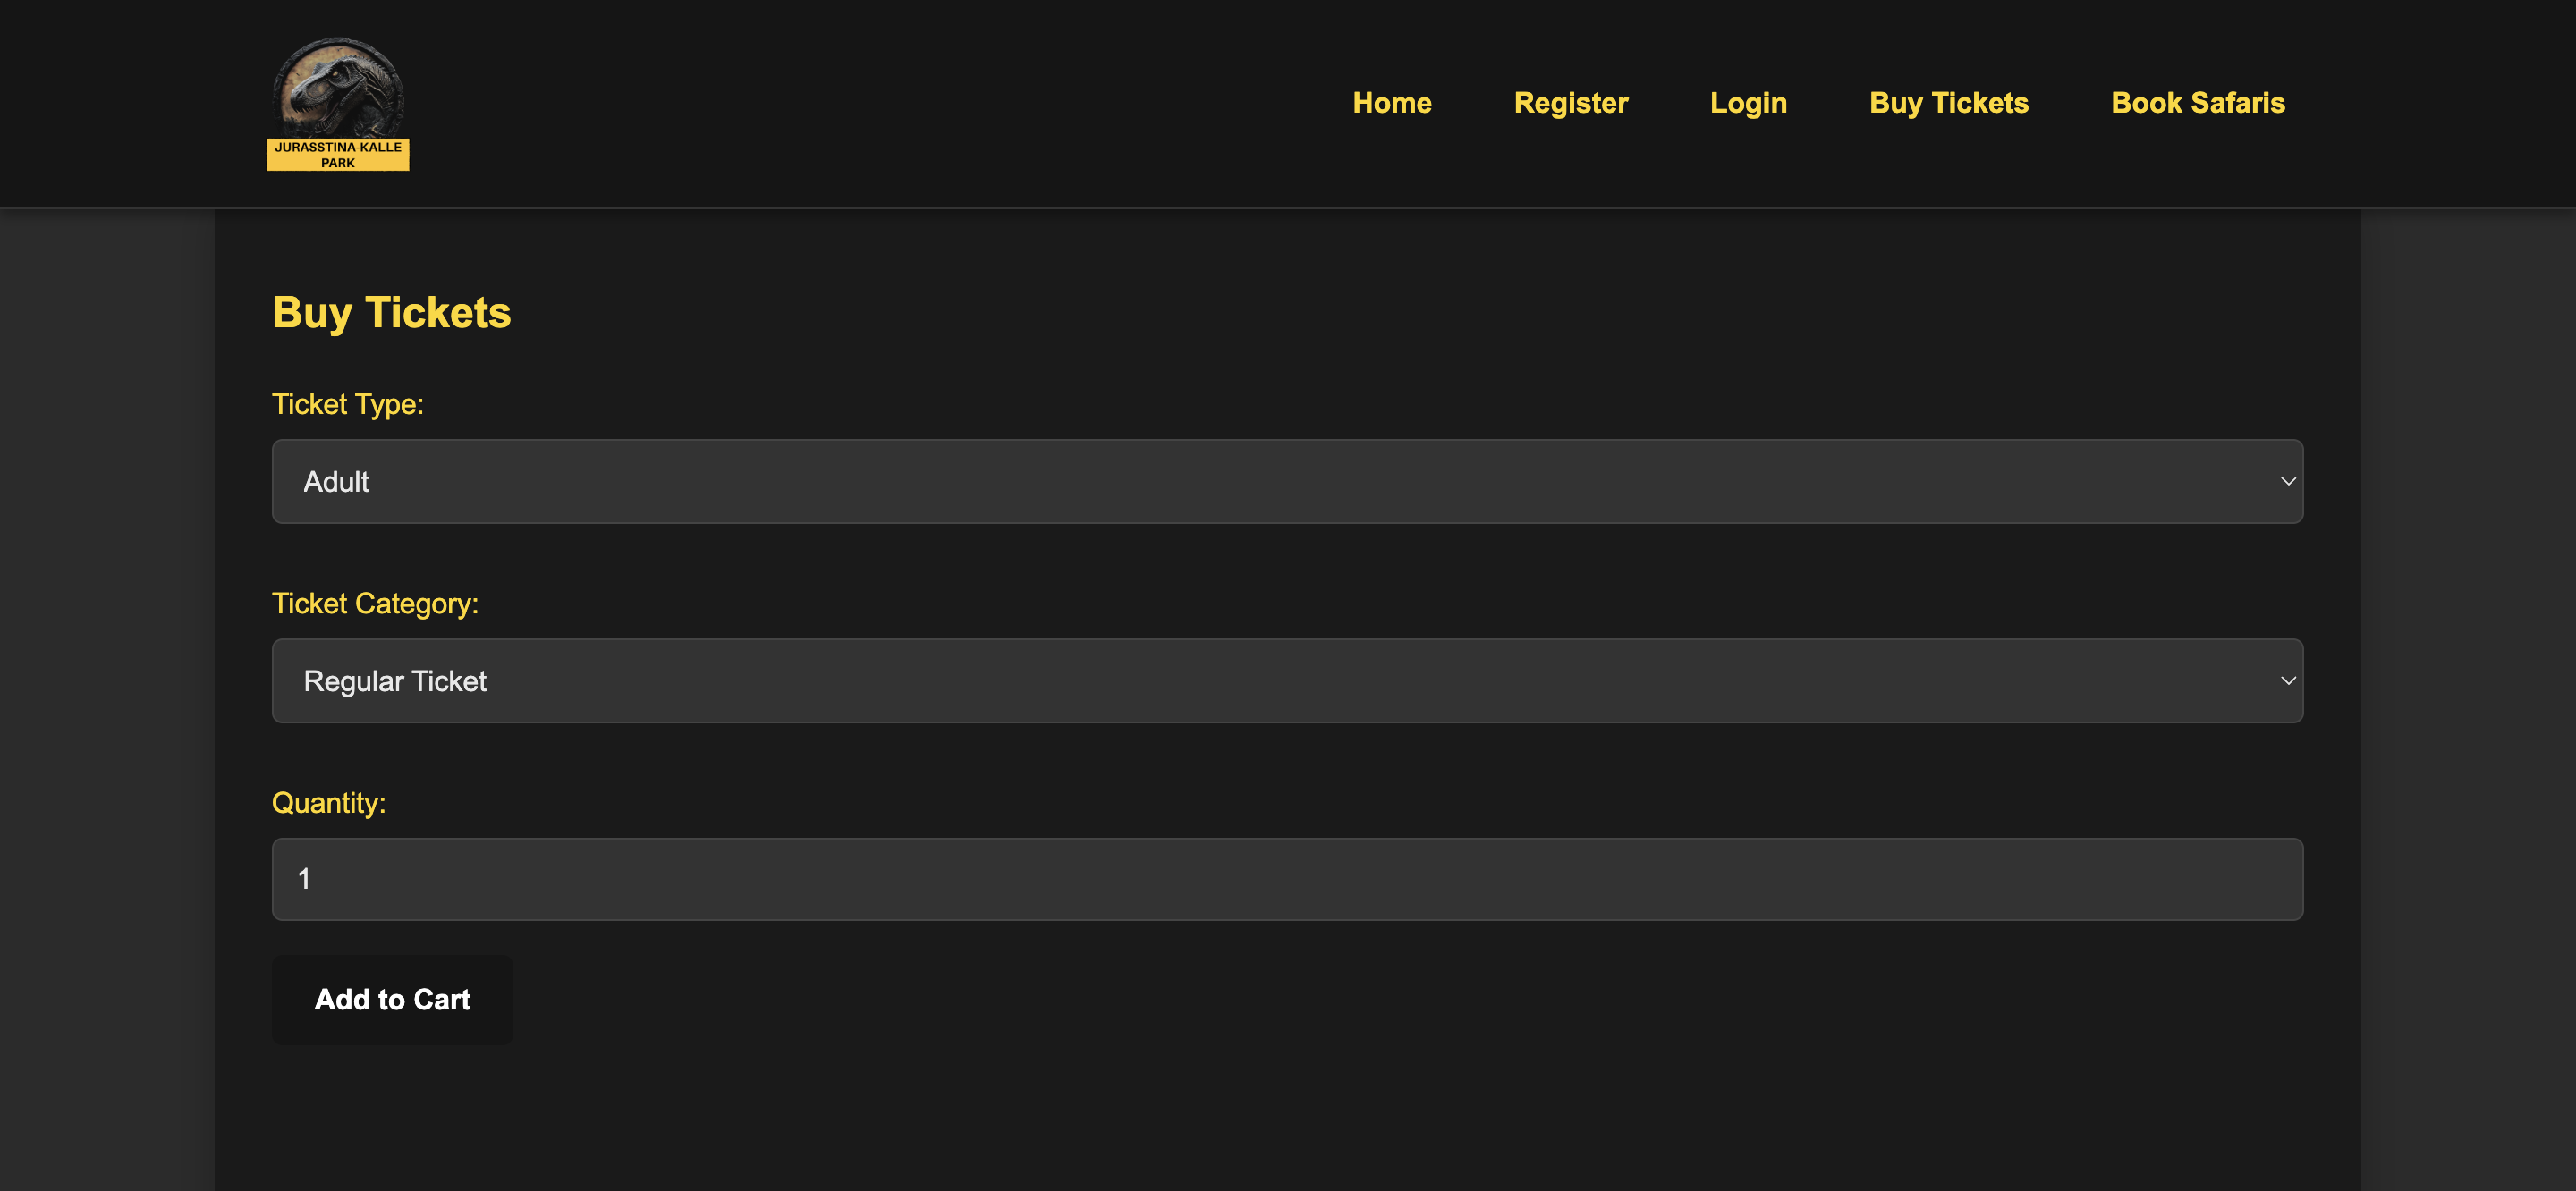 JURASSTINA-KALLE
PARK
Home
Register
Login
Buy Tickets
Book Safaris
Buy Tickets
Ticket Type:
Adult
Ticket Category:
Regular Ticket
Quantity:
1
Add to Cart